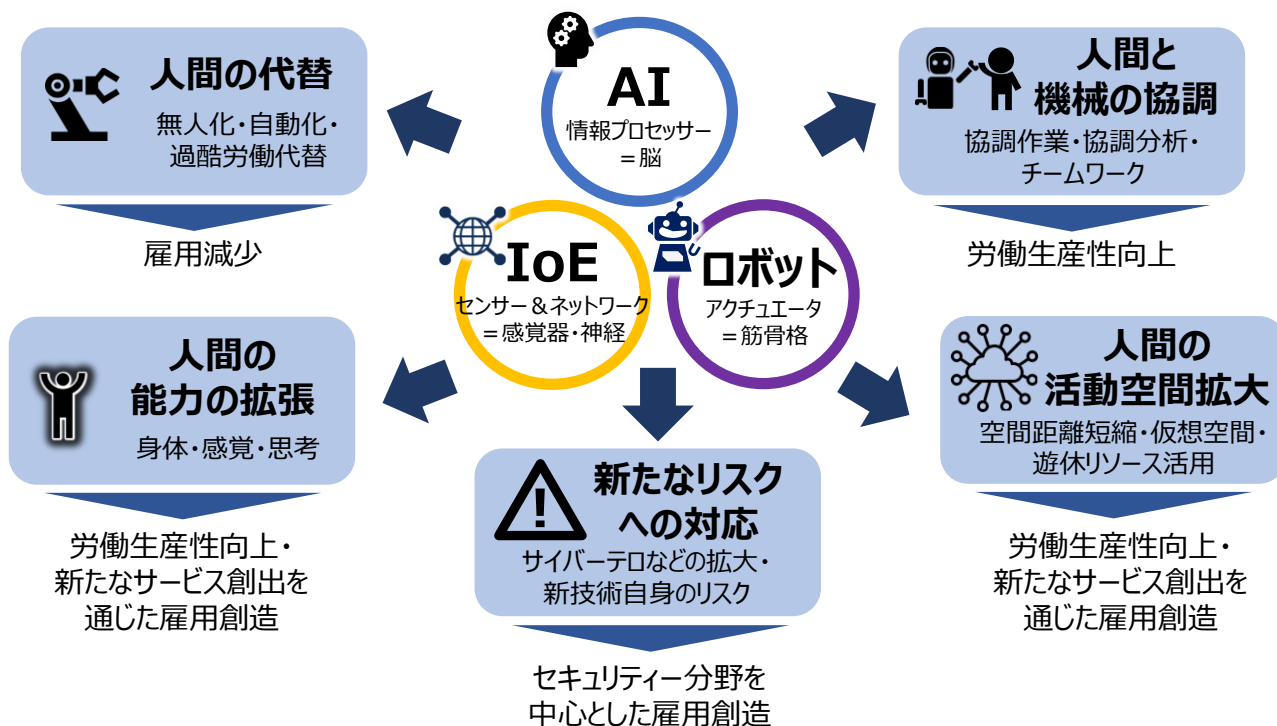 AI
情報プロセッサー
＝脳
IoE
センサー＆ネットワーク
＝感覚器・神経
ロボット
アクチュエータ
＝筋骨格
人間の代替
無人化・自動化・
過酷労働代替
雇用減少
人間と
機械の協調
協調作業・協調分析・
チームワーク
労働生産性向上
人間の
能力の拡張
身体・感覚・思考
労働生産性向上・
新たなサービス創出を
通じた雇用創造
新たなリスク
への対応
サイバーテロなどの拡大・
新技術自身のリスク
セキュリティー分野を
中心とした雇用創造
人間の
活動空間拡大
空間距離短縮・仮想空間・
遊休リソース活用
労働生産性向上・
新たなサービス創出を
通じた雇用創造